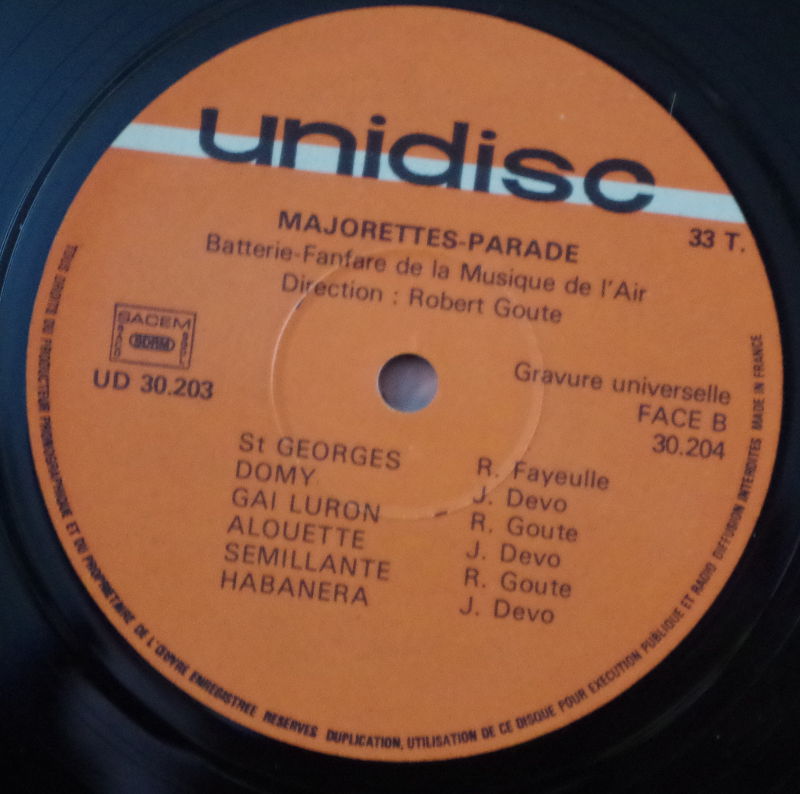 unidisc
33 T.
MAJORETTES-PARADE
Batterie-Fanfare de la Musique de l'Air
Direction : Robert Goute
SACEM
SACD
SDRM
SGDL
UD 30.203
Gravure universelle
FACE B
30.204
St GEORGES R. Fayeulle
DOMY J. Devo
GAI LURON R. Goute
ALOUETTE J. Devo
SEMILLANTE R. Goute
HABANERA J. Devo
TOUS DROITS DU PRODUCTEUR PHONOGRAPHIQUE ET DU PROPRIETAIRE DE L'ŒUVRE ENREGISTREE RESERVES DUPLICATION, UTILISATION DE CE DISQUE POUR EXECUTION PUBLIQUE ET RADIO DIFFUSION INTERDITES MADE IN FRANCE